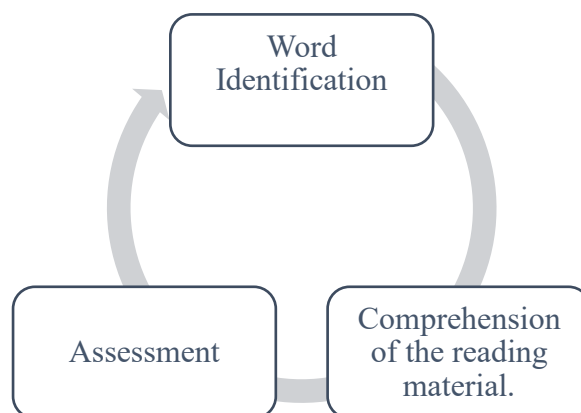 Word
Identification
Comprehension
of the reading
material.
Assessment